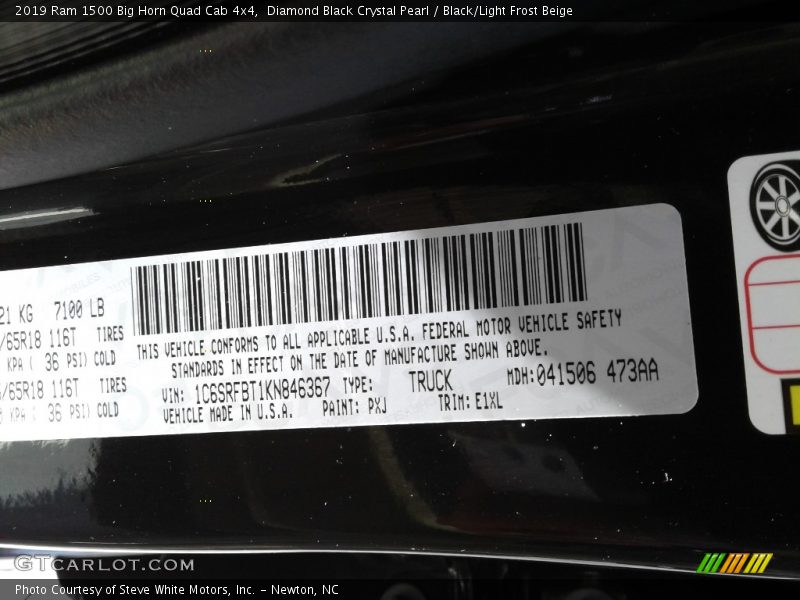 2019 Ram 1500 Big Horn Quad Cab 4x4, Diamond Black Crystal Pearl / Black/Light Frost Beige
21 KG 7100 LB
/65R18 116T TIRES
KPA ( 36 PSI) COLD
/65R18 116T TIRES
KPA ( 36 PSI) COLD
THIS VEHICLE CONFORMS TO ALL APPLICABLE U.S.A. FEDERAL MOTOR VEHICLE SAFETY
STANDARDS IN EFFECT ON THE DATE OF MANUFACTURE SHOWN ABOVE.
VIN: 1C6SRFBT1KN846367 TYPE: TRUCK MDH: 041506 473AA
VEHICLE MADE IN U.S.A. PAINT: PXJ TRIM: E1XL
GTCARLOT.COM
Photo Courtesy of Steve White Motors, Inc. – Newton, NC